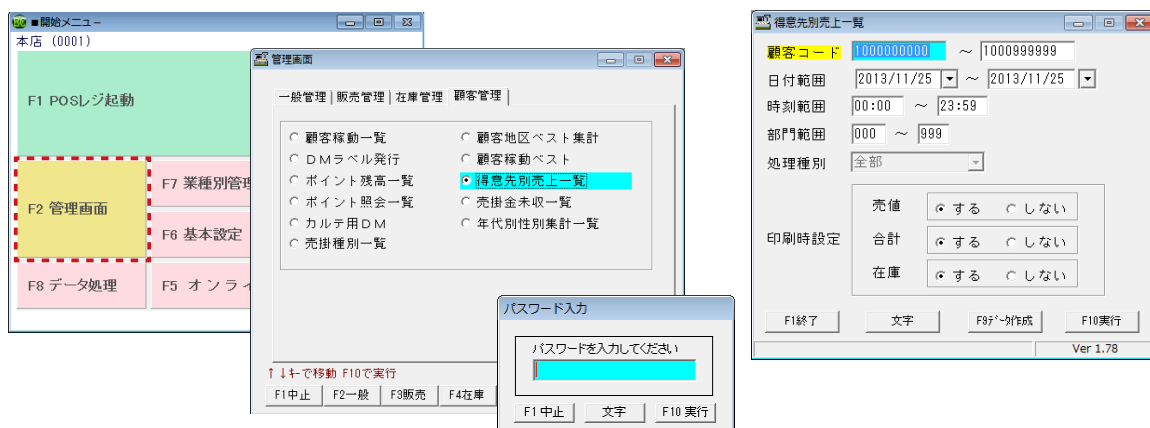 ■開始メニュー
本店 (0001)
F1 POSレジ起動
F2 管理画面
F7 業種別管理
F6 基本設定
F8 データ処理
F5 オンライ
管理画面
一般管理 販売管理 在庫管理 顧客管理
顧客稼動一覧 顧客地区ベスト集計
DMラベル発行 顧客稼動ベスト
ポイント残高一覧 得意先別売上一覧
ポイント照会一覧 売掛金未収一覧
カルテ用DM 年代別性別集計一覧
売掛種別一覧
↑↓キーで移動 F10で実行
F1中止 F2一般 F3販売 F4在庫
パスワード入力
パスワードを入力してください
F1 中止 文字 F10 実行
得意先別売上一覧
顧客コード 1000000000 ~ 1000999999
日付範囲 2013/11/25 ~ 2013/11/25
時刻範囲 00:00 ~ 23:59
部門範囲 000 ~ 999
処理種別 全部
売値 する しない
印刷時設定 合計 する しない
在庫 する しない
F1終了 文字 F9データ作成 F10実行
Ver 1.78